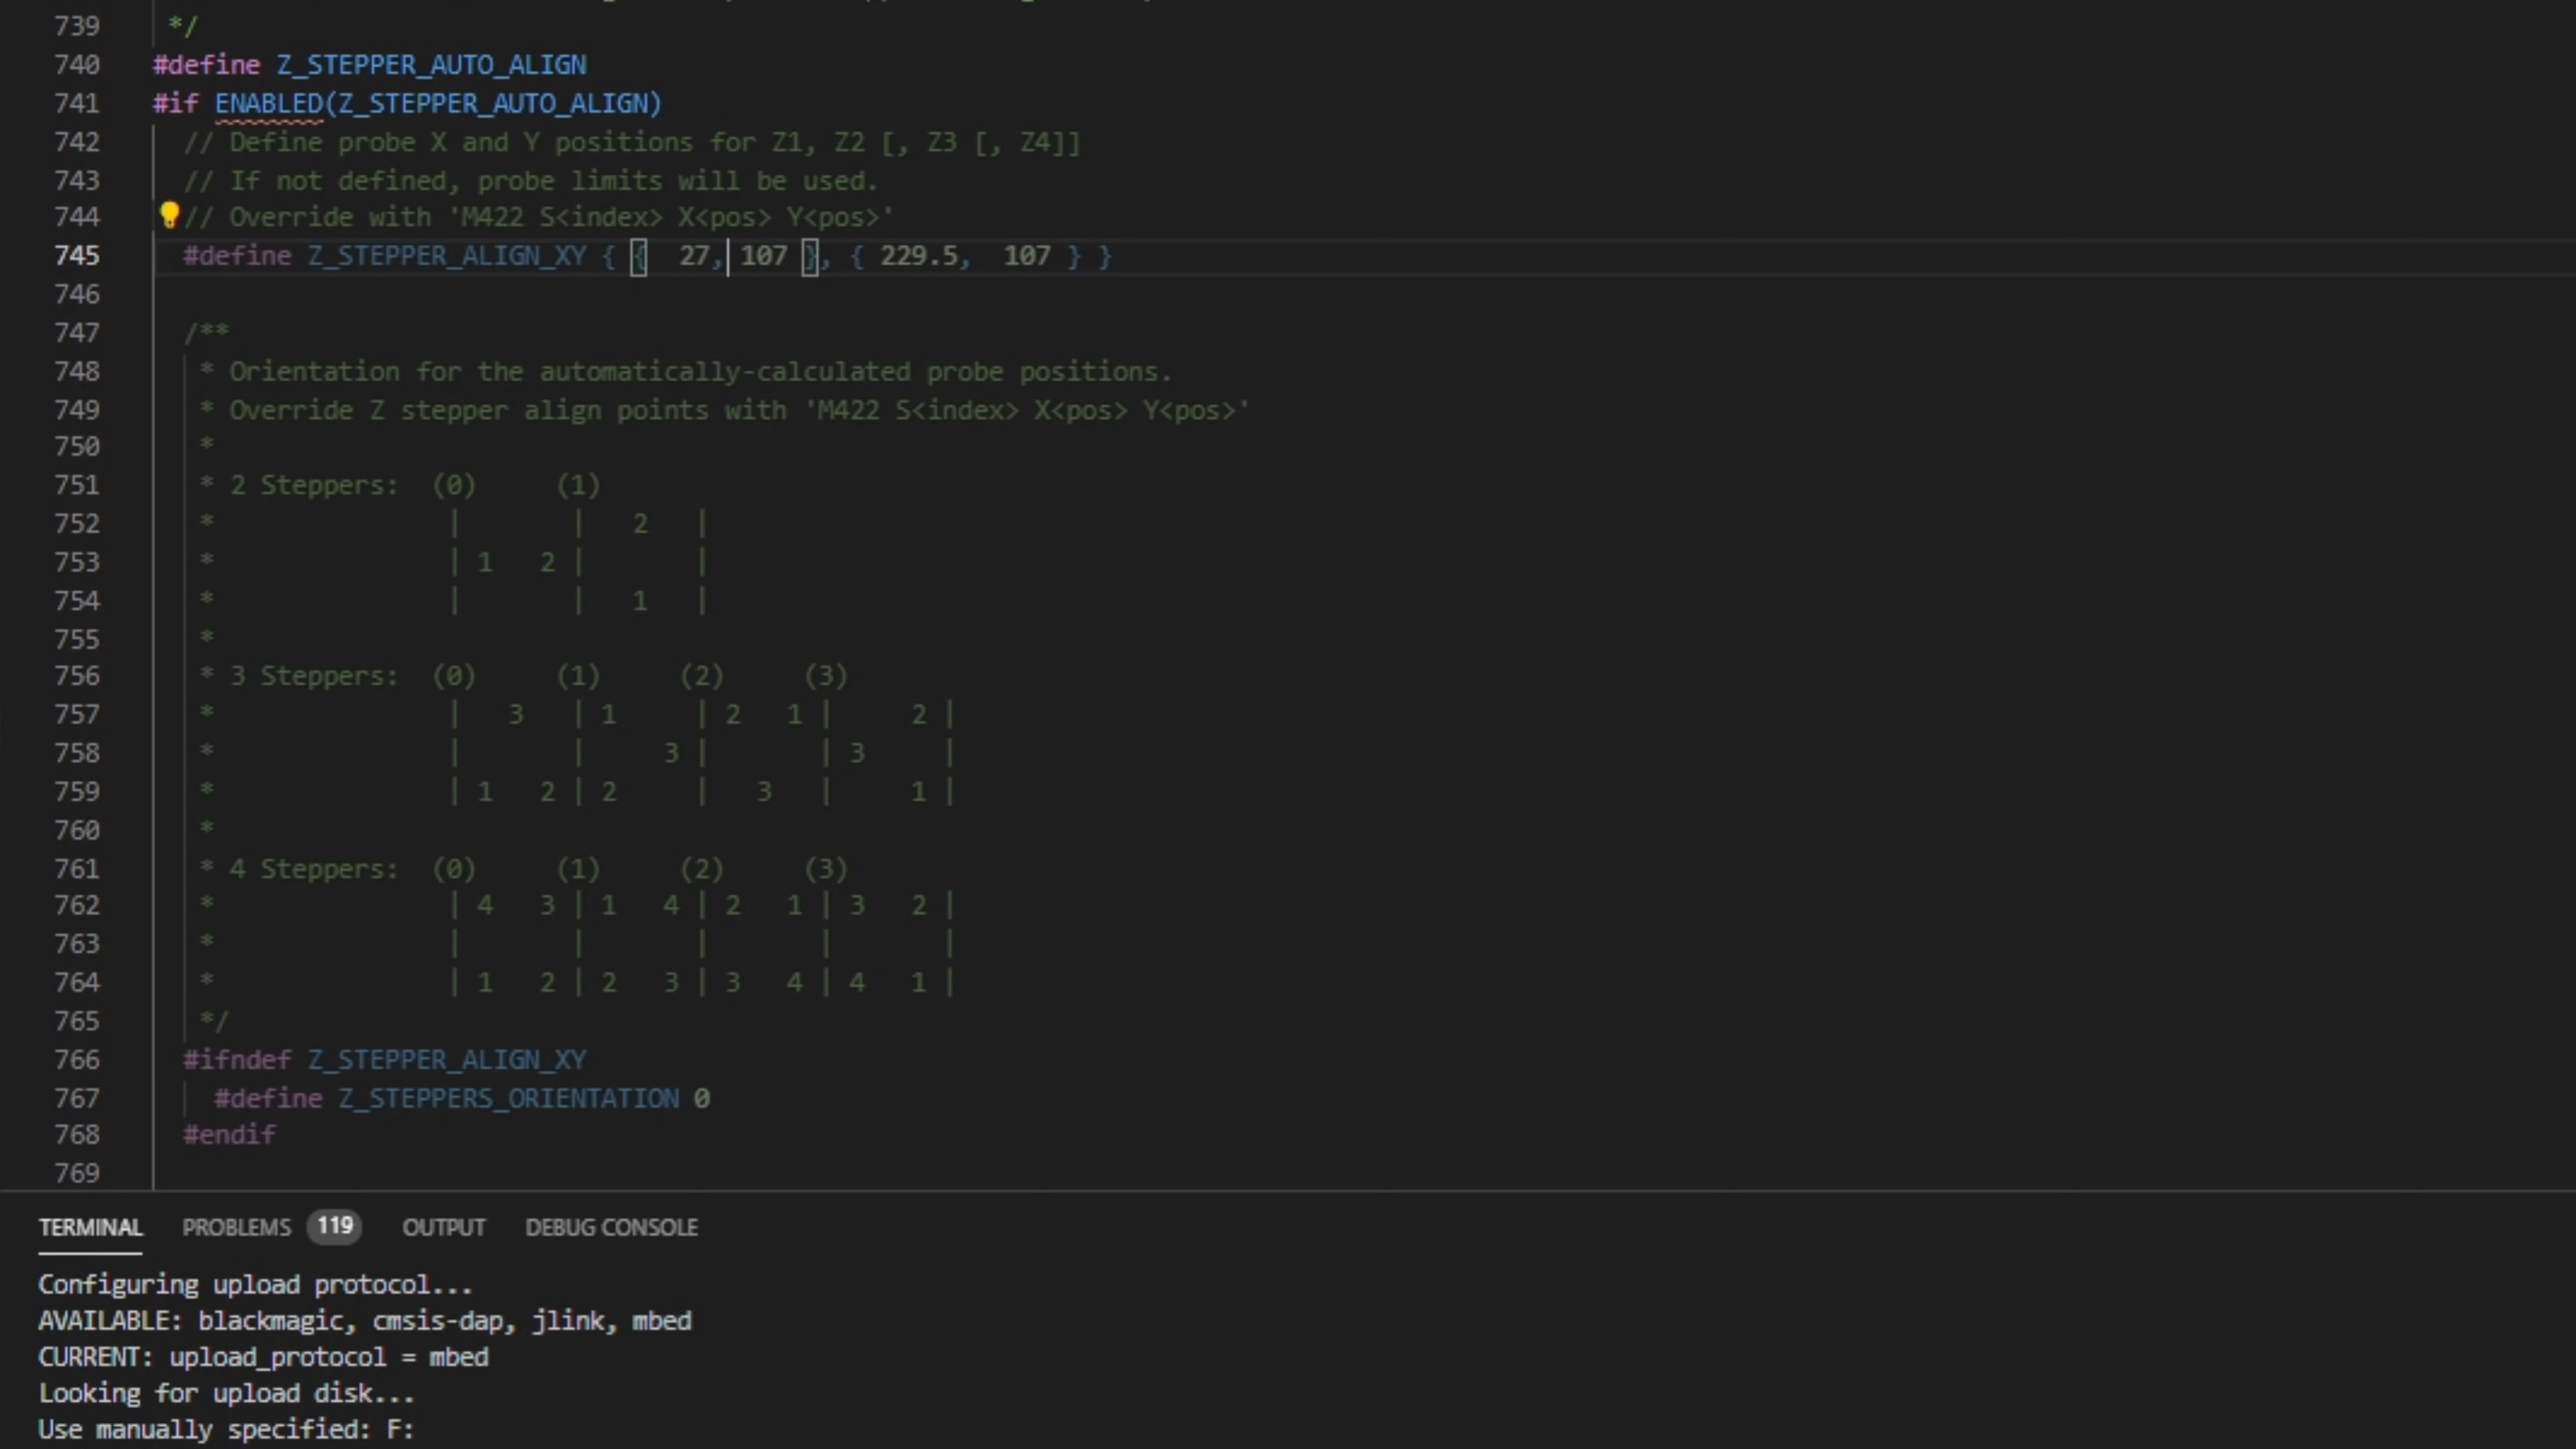 739 */
740 #define Z_STEPPER_AUTO_ALIGN
741 #if ENABLED(Z_STEPPER_AUTO_ALIGN)
742 // Define probe X and Y positions for Z1, Z2 [, Z3 [, Z4]]
743 // If not defined, probe limits will be used.
744 // Override with 'M422 S<index> X<pos> Y<pos>'
745 #define Z_STEPPER_ALIGN_XY { {  27, 107 }, { 229.5,  107 } }
746
747 /**
748 * Orientation for the automatically-calculated probe positions.
749 * Override Z stepper align points with 'M422 S<index> X<pos> Y<pos>'
750 *
751 * 2 Steppers:  (0)     (1)
752 *               |       |   2   |
753 *               | 1   2 |       |
754 *               |       |   1   |
755 *
756 * 3 Steppers:  (0)     (1)     (2)     (3)
757 *               |   3   | 1     | 2   1 |     2 |
758 *               |       |     3 |       | 3     |
759 *               | 1   2 | 2     |   3   |     1 |
760 *
761 * 4 Steppers:  (0)     (1)     (2)     (3)
762 *               | 4   3 | 1   4 | 2   1 | 3   2 |
763 *               |       |       |       |       |
764 *               | 1   2 | 2   3 | 3   4 | 4   1 |
765 */
766 #ifndef Z_STEPPER_ALIGN_XY
767 #define Z_STEPPERS_ORIENTATION 0
768 #endif
769
TERMINAL PROBLEMS 119 OUTPUT DEBUG CONSOLE
Configuring upload protocol...
AVAILABLE: blackmagic, cmsis-dap, jlink, mbed
CURRENT: upload_protocol = mbed
Looking for upload disk...
Use manually specified: F: